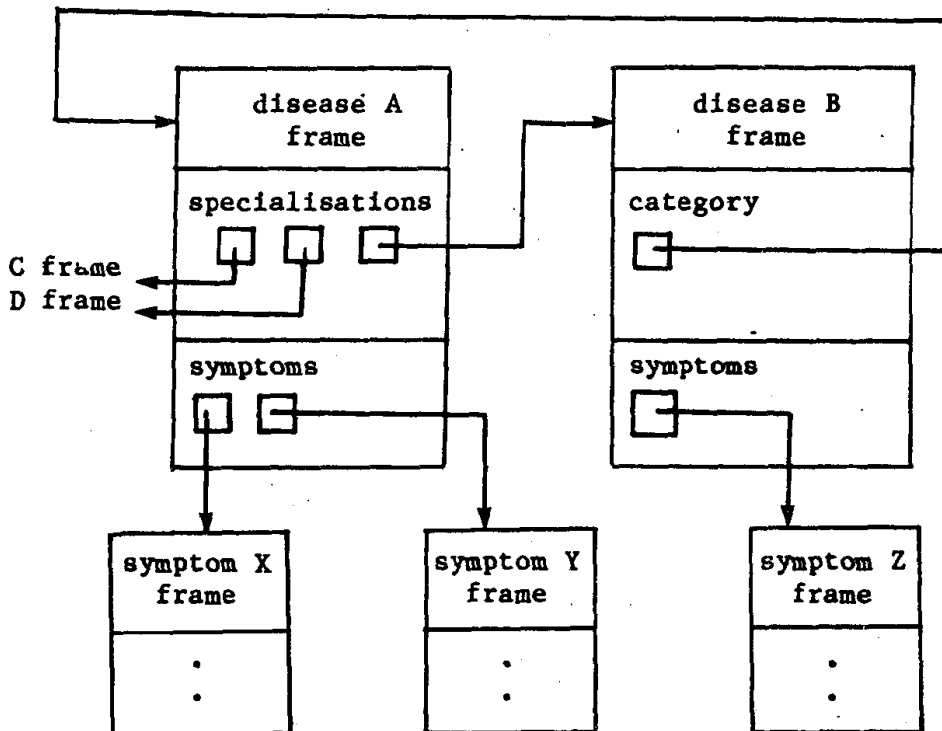 disease A
frame
disease B
frame
specialisations
category
C frame
D frame
symptoms
symptoms
symptom X
frame
symptom Y
frame
symptom Z
frame